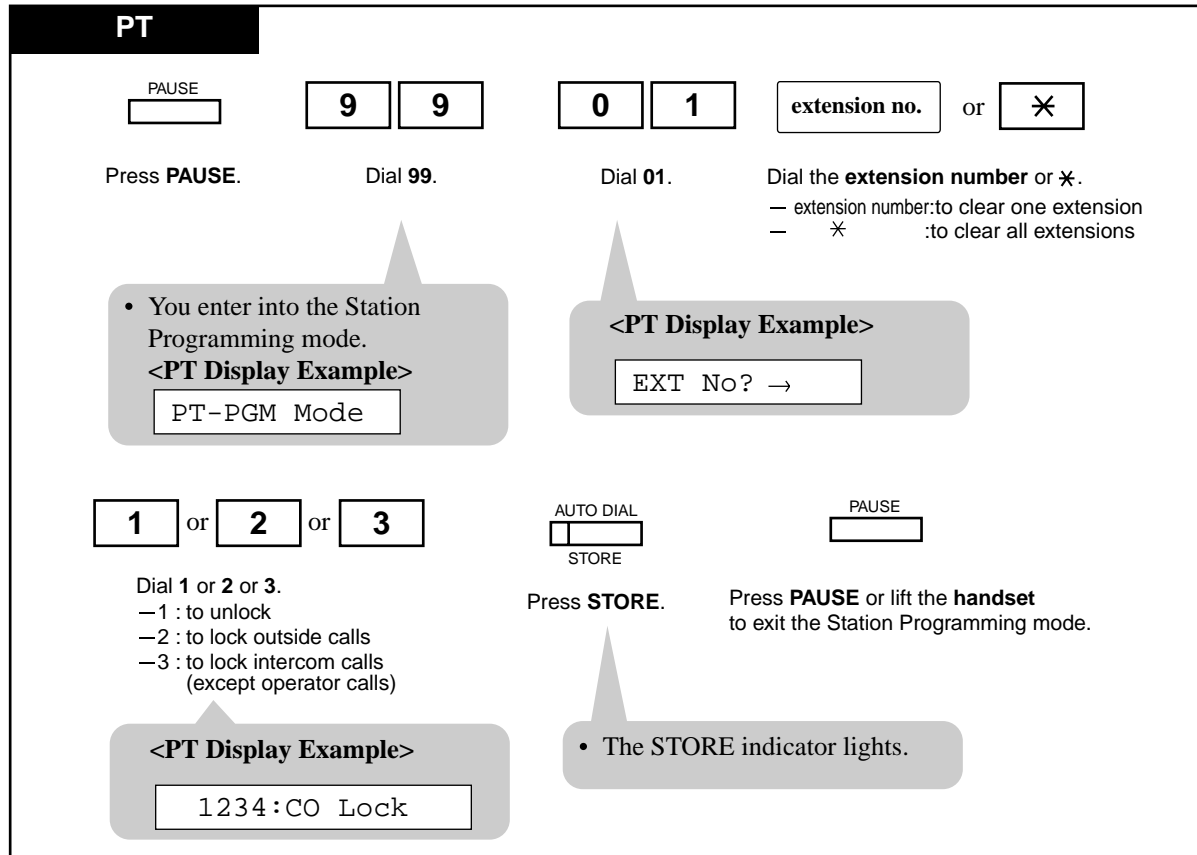 PT
PAUSE
9 9
0 1
extension no. or ✳
Press PAUSE.
Dial 99.
Dial 01.
Dial the extension number or ✳.
— extension number:to clear one extension
— ✳ :to clear all extensions
• You enter into the Station
Programming mode.
<PT Display Example>
PT-PGM Mode
<PT Display Example>
EXT No? →
1 or 2 or 3
Dial 1 or 2 or 3.
—1 : to unlock
—2 : to lock outside calls
—3 : to lock intercom calls
(except operator calls)
<PT Display Example>
1234:CO Lock
AUTO DIAL
STORE
Press STORE.
• The STORE indicator lights.
PAUSE
Press PAUSE or lift the handset
to exit the Station Programming mode.